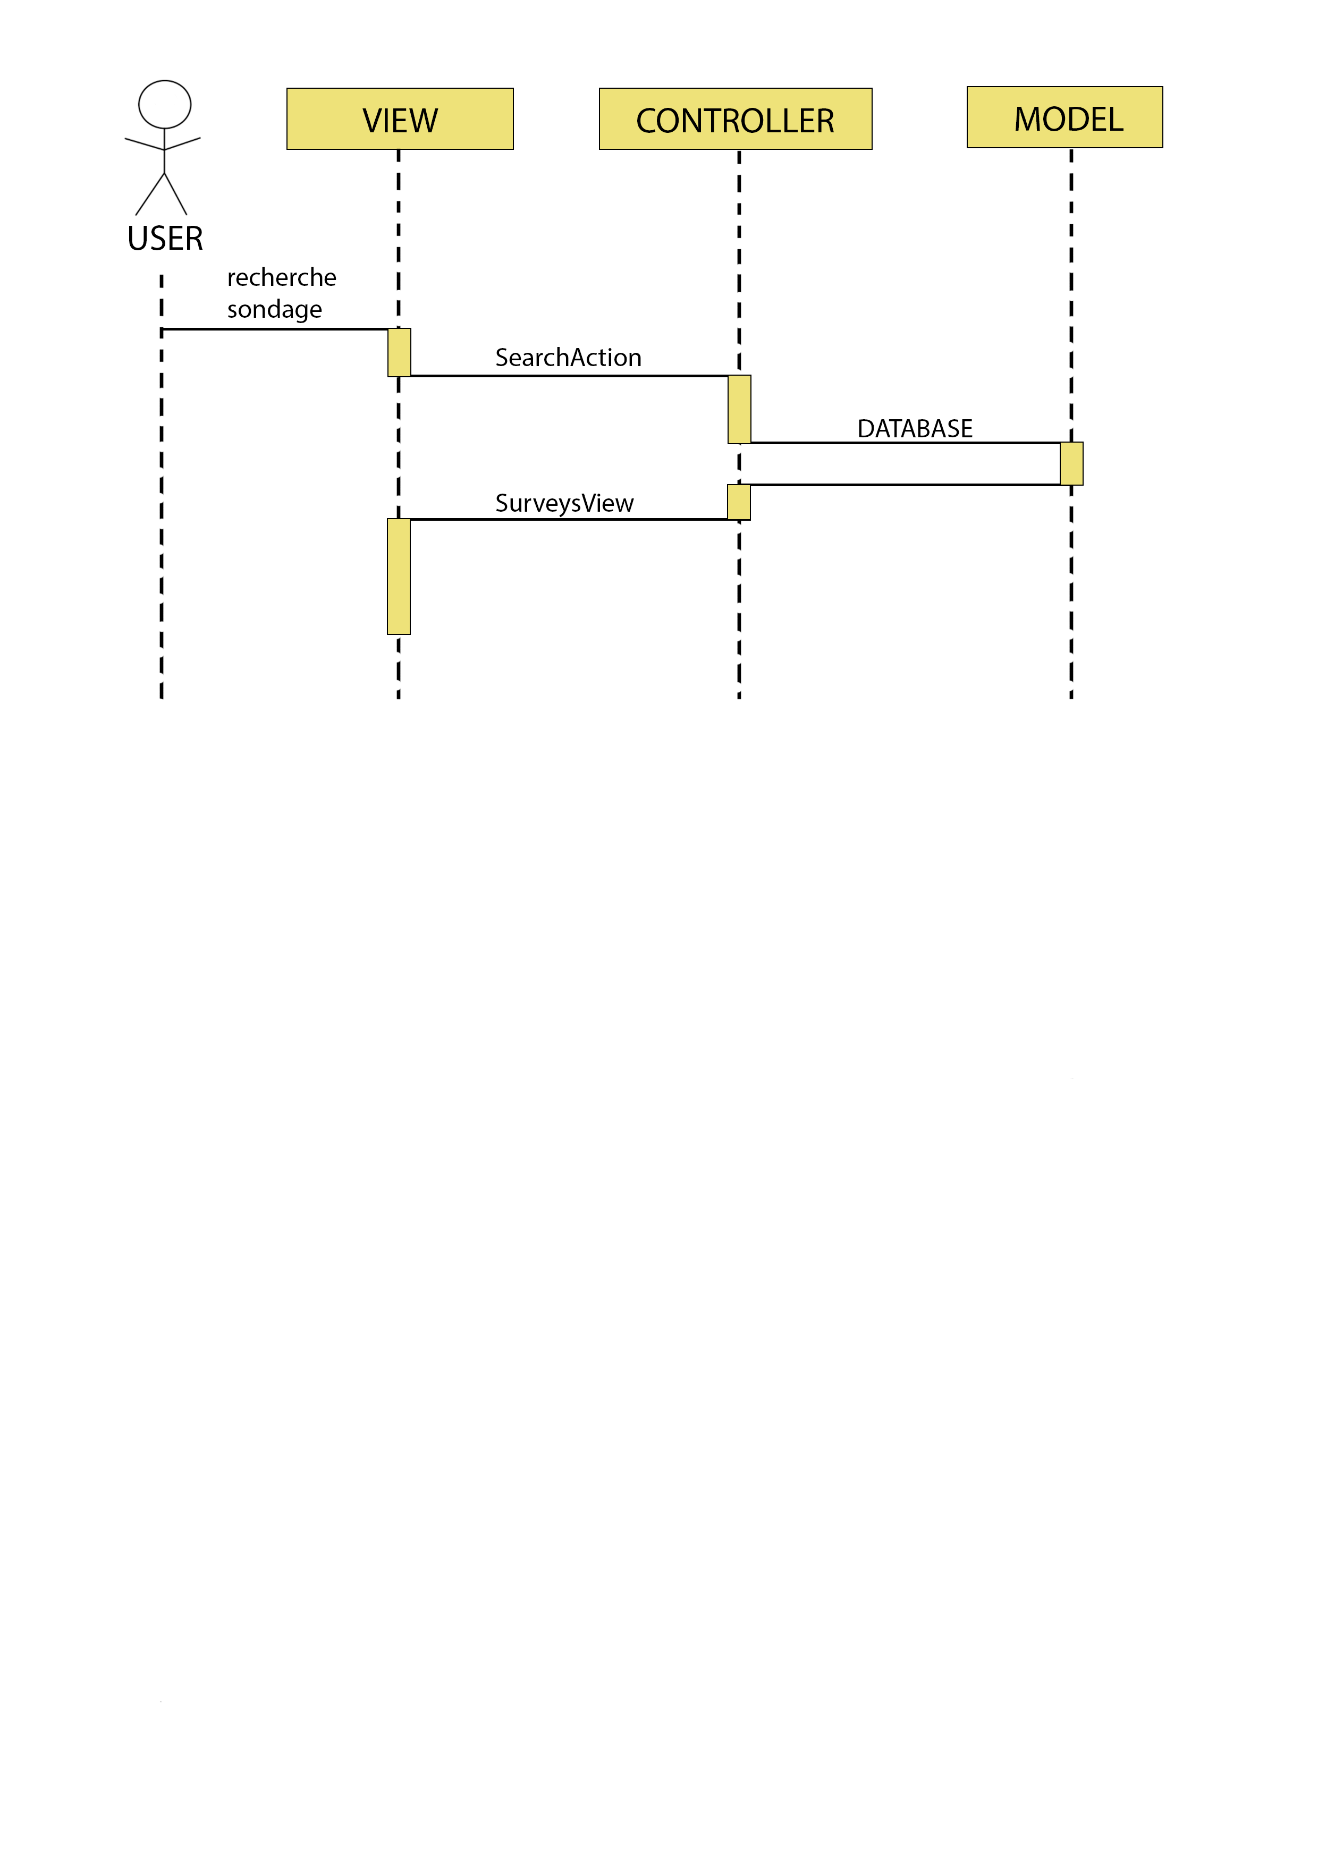 VIEW
CONTROLLER
MODEL
USER
recherche
sondage
SearchAction
DATABASE
SurveysView